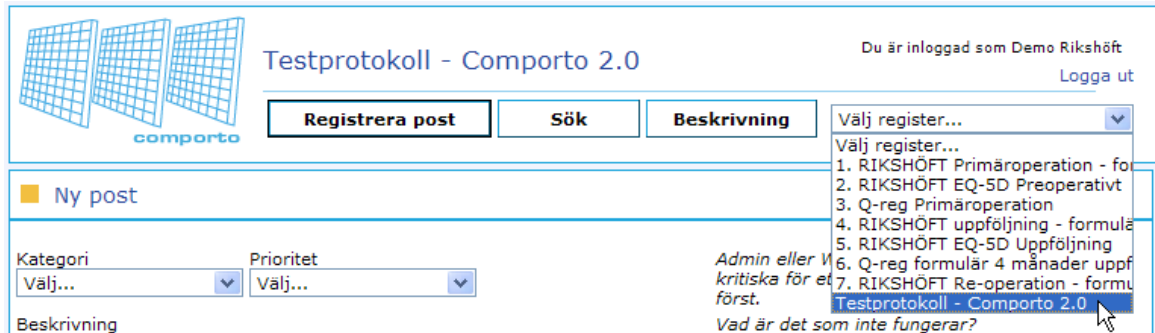 Testprotokoll - Comporto 2.0
Du är inloggad som Demo Rikshöft
Logga ut
comporto
Registrera post
Sök
Beskrivning
Välj register...
Välj register...
1. RIKSHÖFT Primäroperation - for
2. RIKSHÖFT EQ-5D Preoperativt
3. Q-reg Primäroperation
4. RIKSHÖFT uppföljning - formulä
5. RIKSHÖFT EQ-5D Uppföljning
6. Q-reg formulär 4 månader uppf
7. RIKSHÖFT Re-operation - formu
Testprotokoll - Comporto 2.0
Ny post
Kategori
Prioritet
Välj...
Välj...
Admin eller
kritiska för et
först.
Beskrivning
Vad är det som inte fungerar?